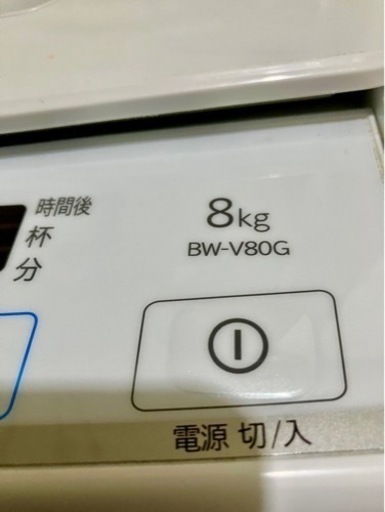 時間後
杯
分
8kg
BW-V80G
電源 切/入